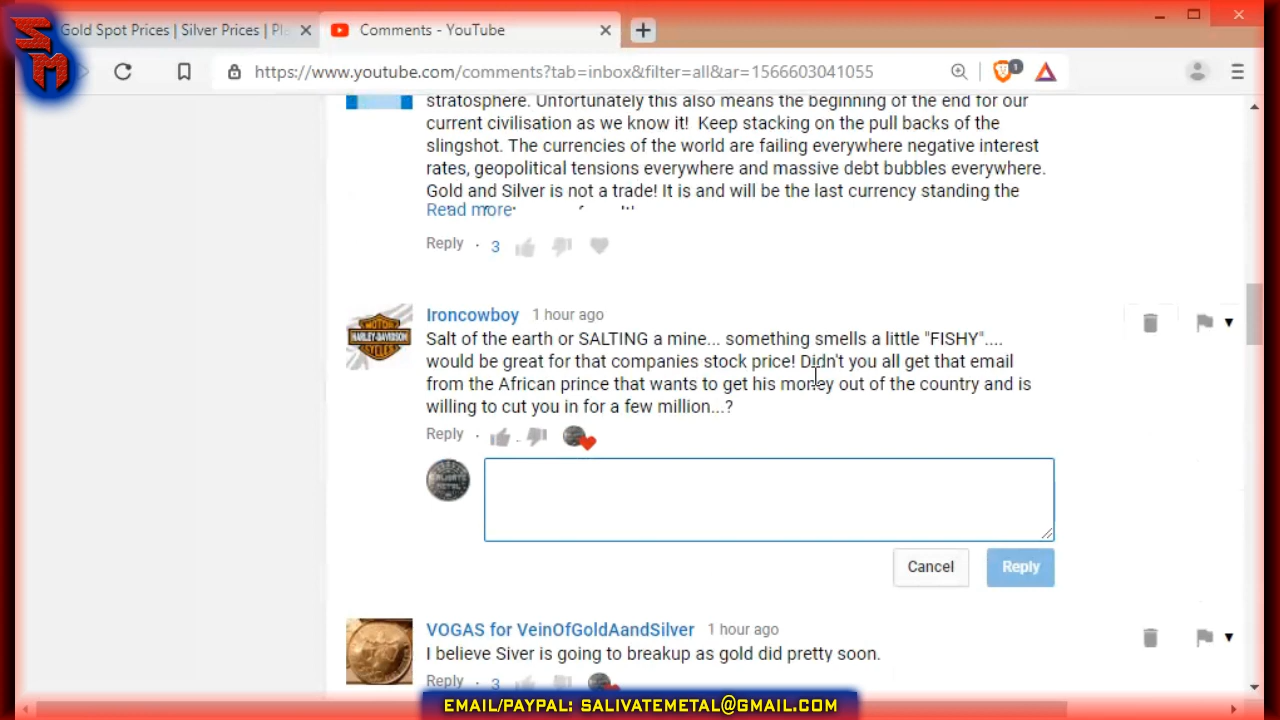 SM
Gold Spot Prices | Silver Prices | Pl
Comments - YouTube
https://www.youtube.com/comments?tab=inbox&filter=all&ar=1566603041055
1
stratosphere. Unfortunately this also means the beginning of the end for our
current civilisation as we know it! Keep stacking on the pull backs of the
slingshot. The currencies of the world are failing everywhere negative interest
rates, geopolitical tensions everywhere and massive debt bubbles everywhere.
Gold and Silver is not a trade! It is and will be the last currency standing the
Read more
Reply · 3
Ironcowboy 1 hour ago
MOTOR
HARLEY-DAVIDSON
CYCLES
Salt of the earth or SALTING a mine... something smells a little "FISHY"....
would be great for that companies stock price! Didn't you all get that email
from the African prince that wants to get his money out of the country and is
willing to cut you in for a few million...?
Reply ·
SALIVATE
METAL
Cancel Reply
VOGAS for VeinOfGoldAandSilver 1 hour ago
I believe Siver is going to breakup as gold did pretty soon.
Reply · 3
EMAIL/PAYPAL: SALIVATEMETAL@GMAIL.COM